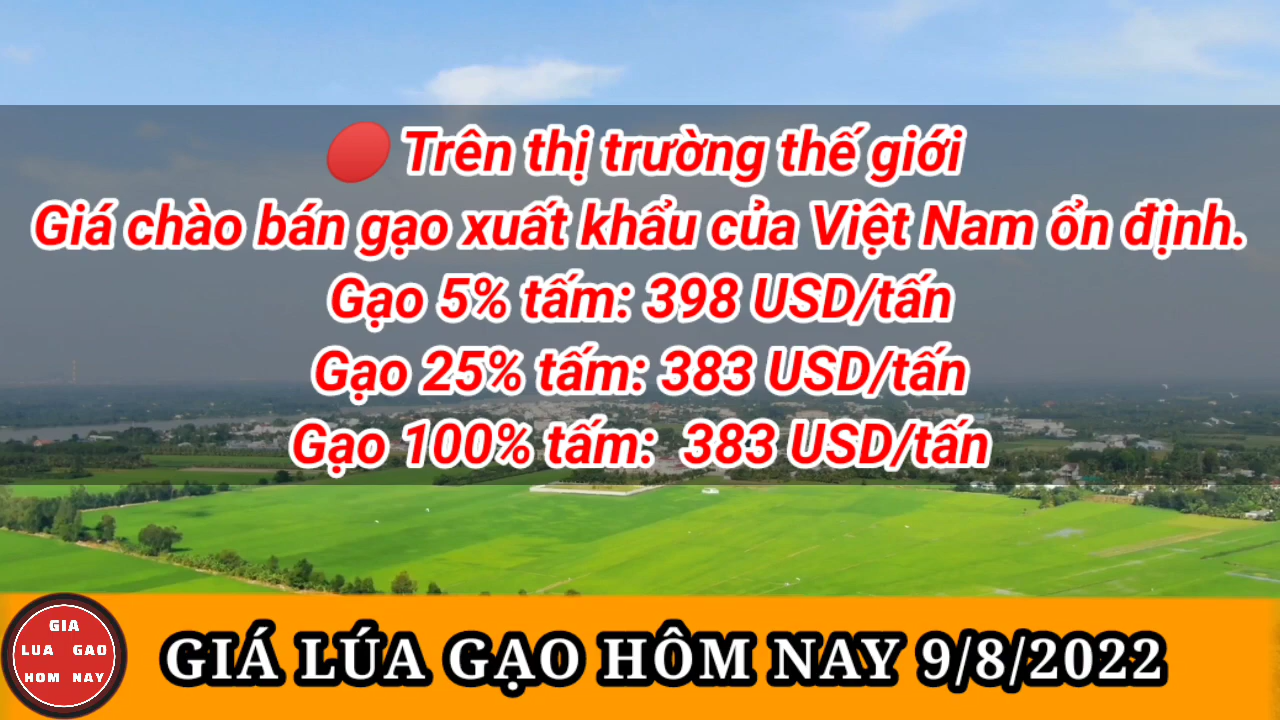 Trên thị trường thế giới
Giá chào bán gạo xuất khẩu của Việt Nam ổn định.
Gạo 5% tấm: 398 USD/tấn
Gạo 25% tấm: 383 USD/tấn
Gạo 100% tấm: 383 USD/tấn
GIA
LUA GAO
HOM NAY
GIÁ LÚA GẠO HÔM NAY 9/8/2022